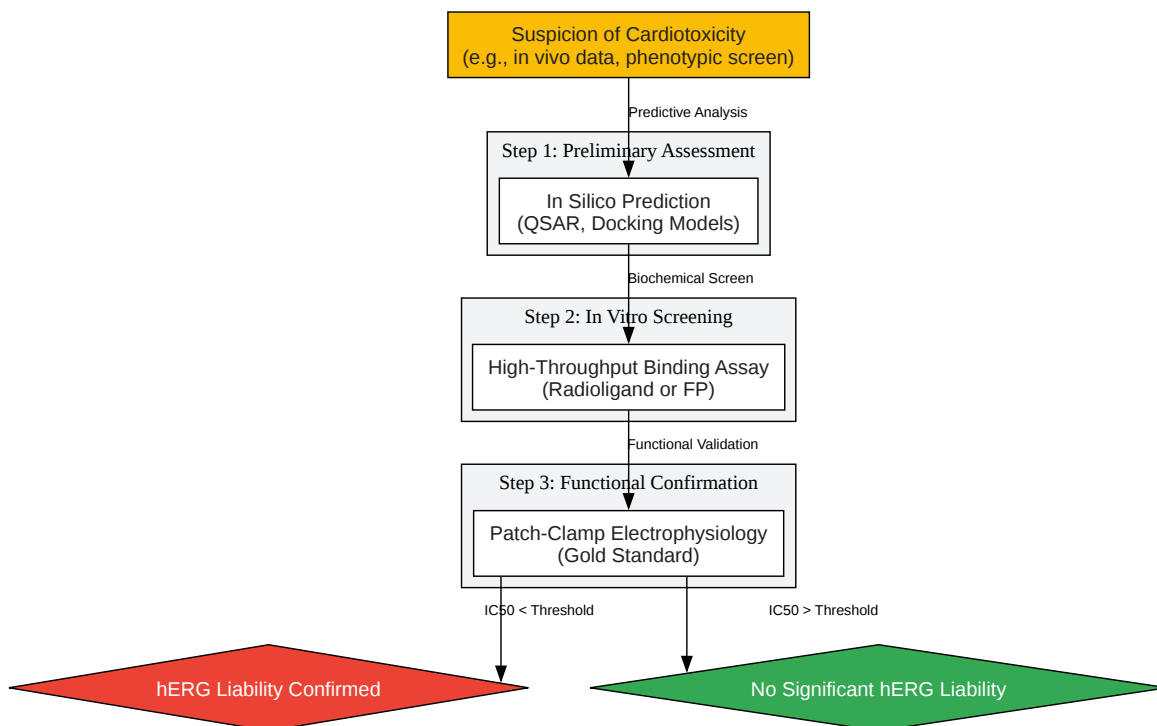 Suspicion of Cardiotoxicity
(e.g., in vivo data, phenotypic screen)
Predictive Analysis
Step 1: Preliminary Assessment
In Silico Prediction
(QSAR, Docking Models)
Biochemical Screen
Step 2: In Vitro Screening
High-Throughput Binding Assay
(Radioligand or FP)
Functional Validation
Step 3: Functional Confirmation
Patch-Clamp Electrophysiology
(Gold Standard)
IC50 < Threshold
IC50 > Threshold
hERG Liability Confirmed
No Significant hERG Liability